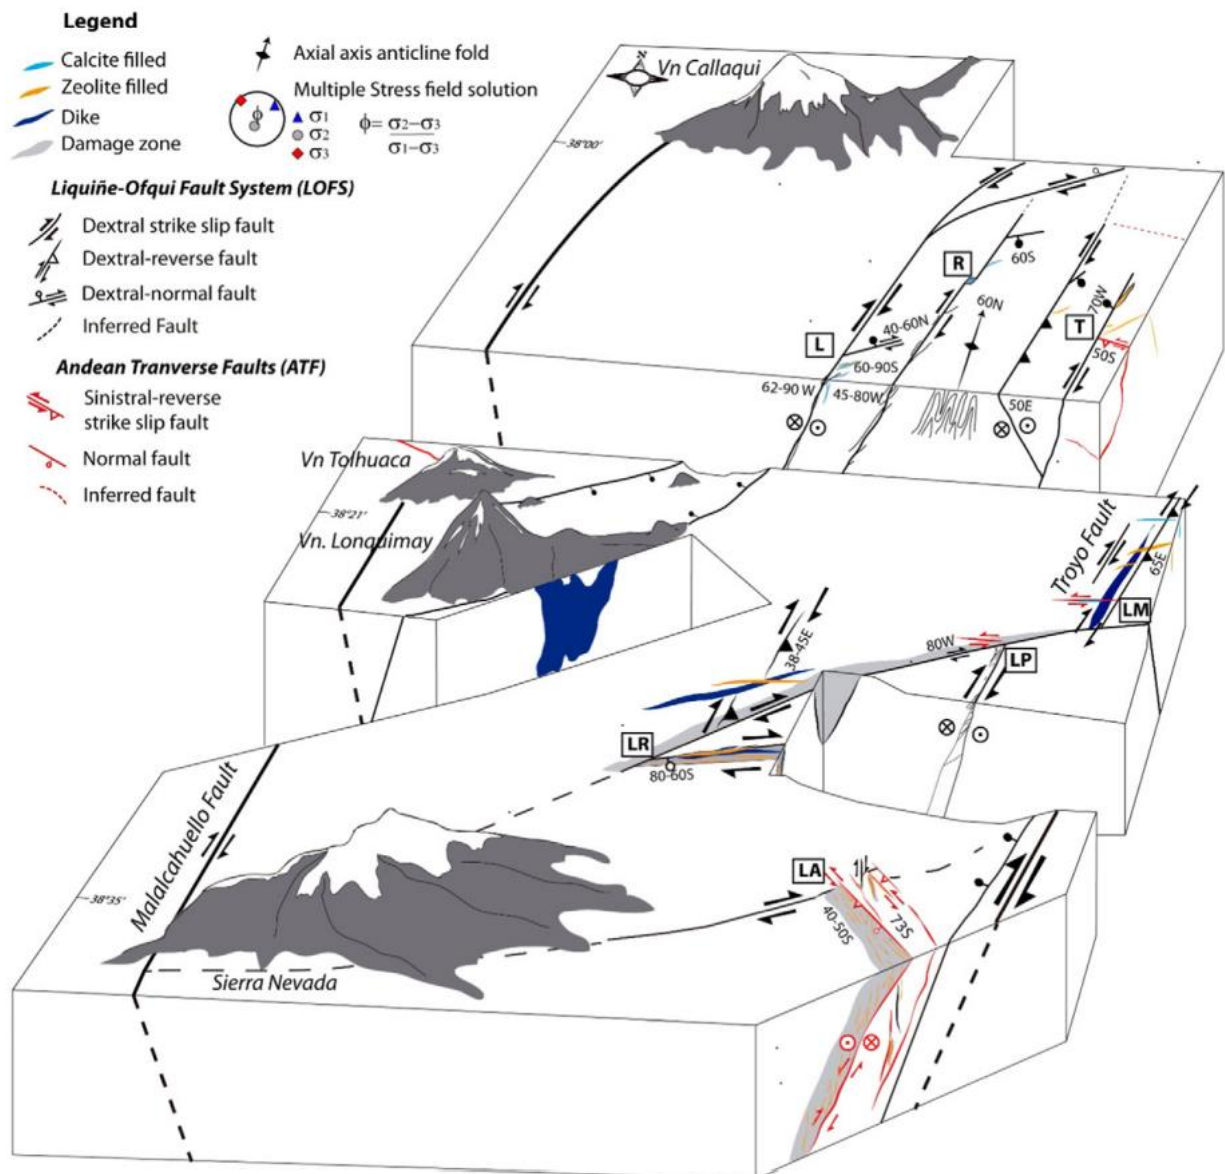 Legend
Calcite filled
Zeolite filled
Dike
Damage zone
Axial axis anticline fold
Multiple Stress field solution
ϕ
σ1
σ2
σ3
ϕ= σ2−σ3
σ1−σ3
Liquiñe-Ofqui Fault System (LOFS)
Dextral strike slip fault
Dextral-reverse fault
Dextral-normal fault
Inferred Fault
Andean Tranverse Faults (ATF)
Sinistral-reverse
strike slip fault
Normal fault
Inferred fault
N
Vn Callaqui
38°00'
R
60S
60N
70W
T
50S
40-60N
L
60-90S
62-90 W
45-80W
50E
Vn Tolhuaca
38°21'
Vn. Lonquimay
Troyo Fault
65E
LM
80W
LP
38-45E
LR
80-60S
Malalcahuello Fault
38°35'
LA
40-50S
73S
Sierra Nevada